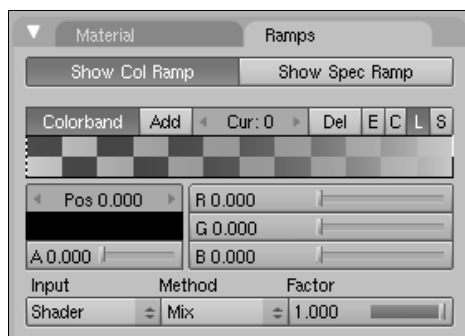 Material Ramps
Show Col Ramp Show Spec Ramp
Colorband Add Cur: 0 Del E C L S
Pos 0.000 R 0.000
G 0.000
A 0.000 B 0.000
Input Method Factor
Shader Mix 1.000